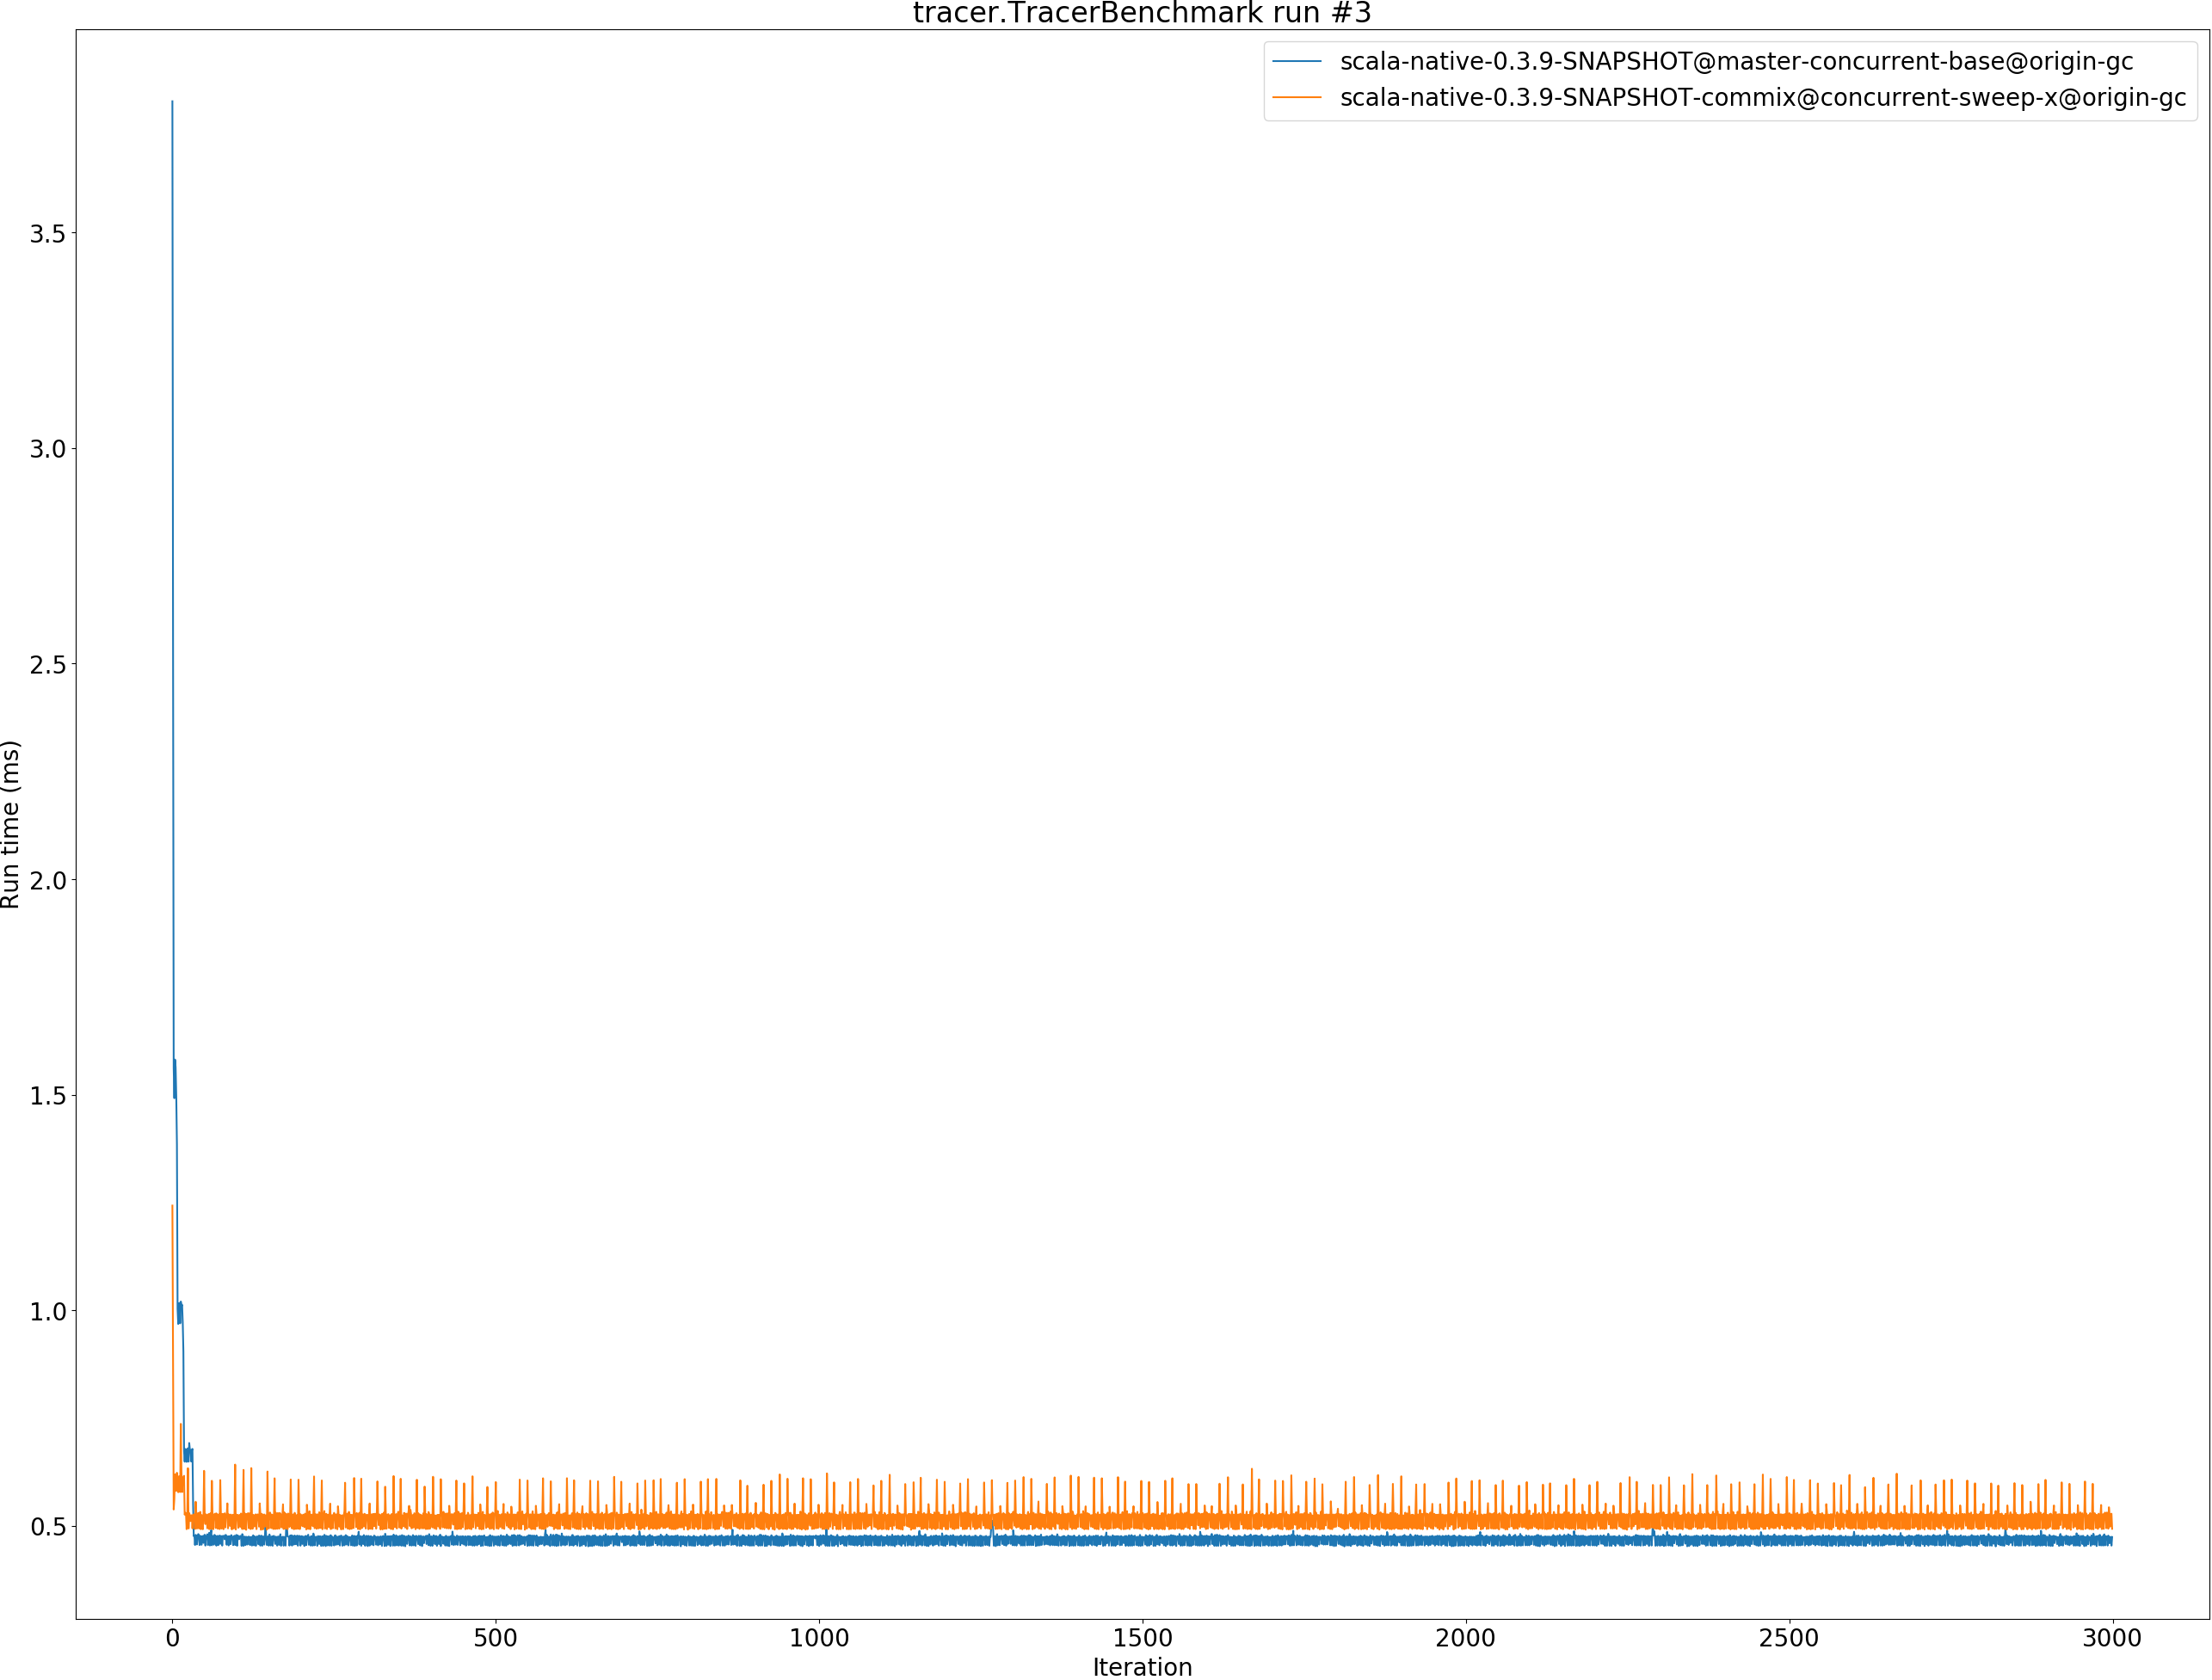 tracer.TracerBenchmark run #3
scala-native-0.3.9-SNAPSHOT@master-concurrent-base@origin-gc
scala-native-0.3.9-SNAPSHOT-commix@concurrent-sweep-x@origin-gc
Run time (ms)
3.5
3.0
2.5
2.0
1.5
1.0
0.5
0 500 1000 1500 2000 2500 3000
Iteration